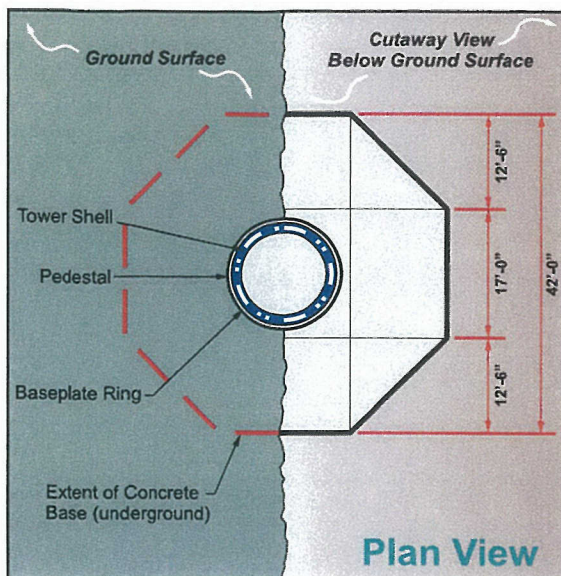 Ground Surface
Cutaway View
Below Ground Surface
12'-6"
Tower Shell
Pedestal
17'-0"
42'-0"
Baseplate Ring
12'-6"
Extent of Concrete
Base (underground)
Plan View